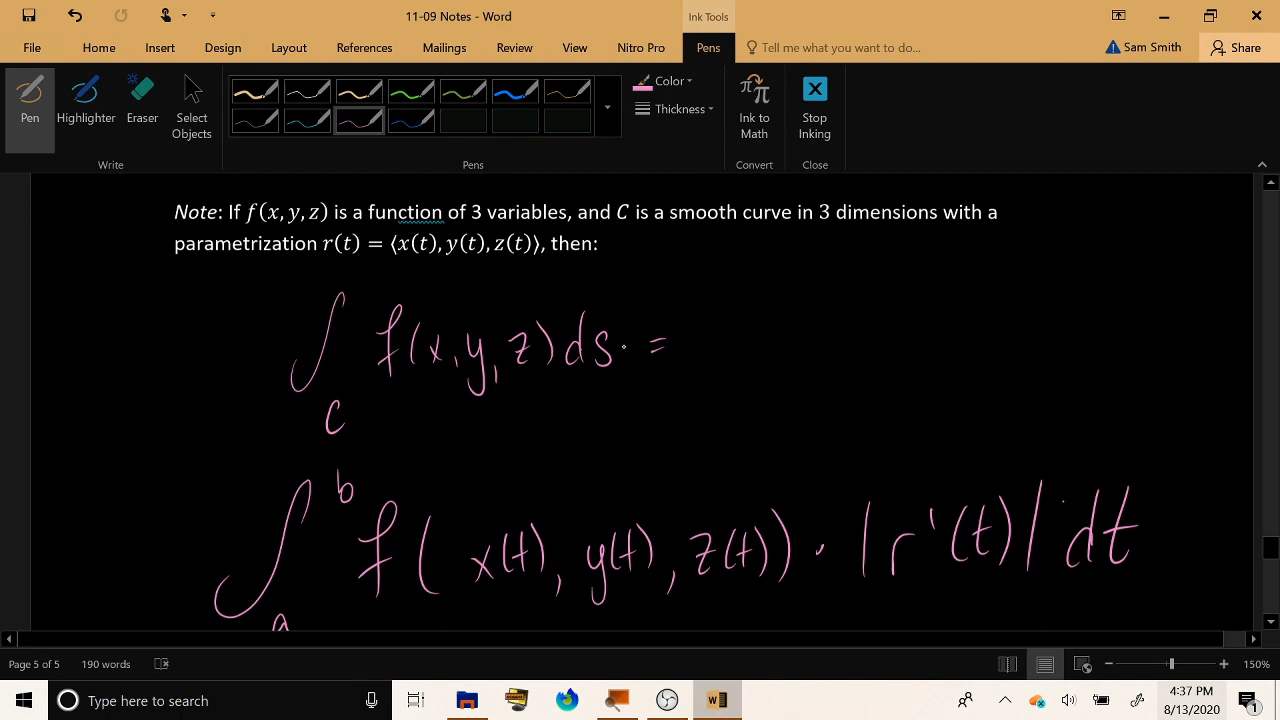 11-09 Notes - Word
Ink Tools
File Home Insert Design Layout References Mailings Review View Nitro Pro Pens Tell me what you want to do... Sam Smith Share
Pen Highlighter Eraser Select Objects
Color
Thickness
Ink to Math
Stop Inking
Write Pens Convert Close
Note: If f(x, y, z) is a function of 3 variables, and C is a smooth curve in 3 dimensions with a
parametrization r(t) = ⟨x(t), y(t), z(t)⟩, then:
∫_C f(x, y, z) ds =
∫_a^b f( x(t), y(t), z(t)) · |r'(t)| dt
Page 5 of 5 190 words 150%
Type here to search
4:37 PM
8/13/2020
1